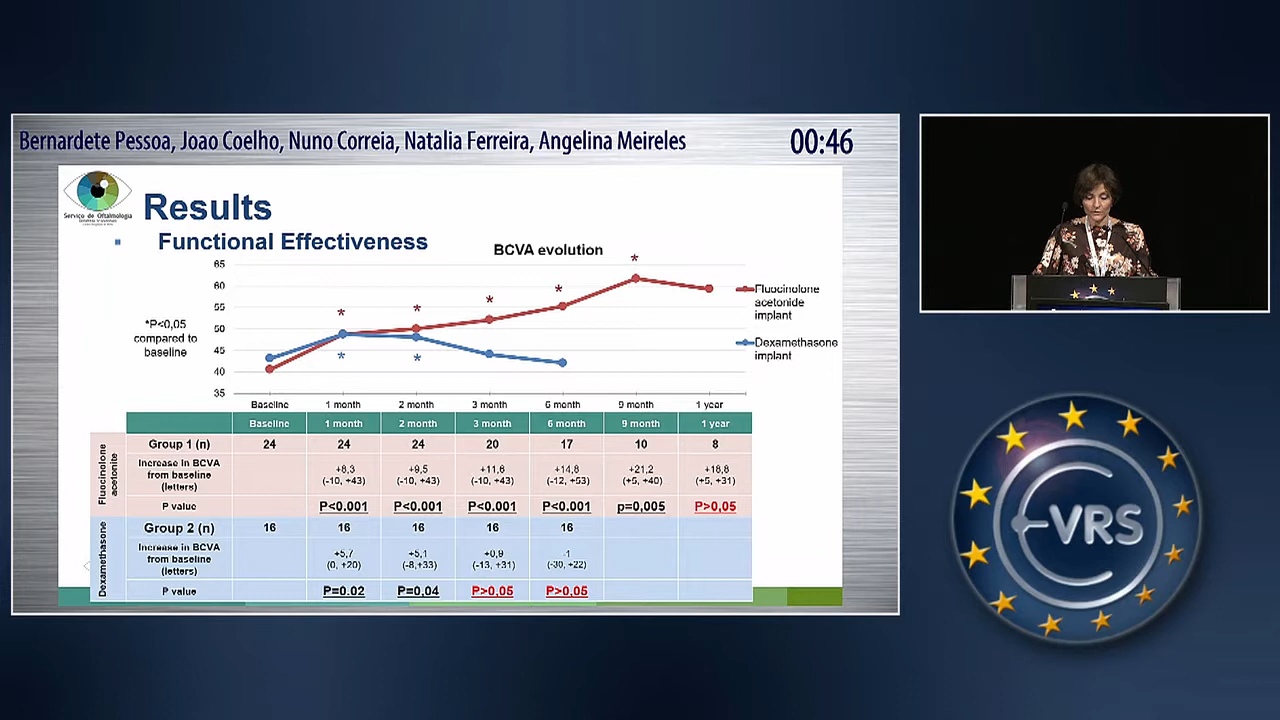 Bernardete Pessoa, Joao Coelho, Nuno Correia, Natalia Ferreira, Angelina Meireles
00:46
Serviço de Oftalmologia
Results
Functional Effectiveness
BCVA evolution
*P<0,05
compared to
baseline
65
60
55
50
45
40
35
* * * * *
* *
Fluocinolone
acetonide
implant
Dexamethasone
implant
Baseline 1 month 2 month 3 month 6 month 9 month 1 year
Baseline 1 month 2 month 3 month 6 month 9 month 1 year
Fluocinolone
acetonite
Group 1 (n) 24 24 24 20 17 10 8
Increase in BCVA
from baseline
(letters)
+8,3 +9,5 +11,6 +21,2 +18,8
(-10, +43) (-10, +43) (-10, +43) (-12, +53) (+5, +40) (+5, +31)
P value P<0.001 P<0.001 P<0.001 P<0.001 p=0,005 P>0,05
Dexamethasone
Group 2 (n) 16 16 16 16 16
Increase in BCVA
from baseline
(letters)
+5,7 +5,1 +0,9 -1
(0, +20) (-8,+33) (-13, +31) (-30, +22)
P value P=0.02 P=0,04 P>0,05 P>0,05
EVRS